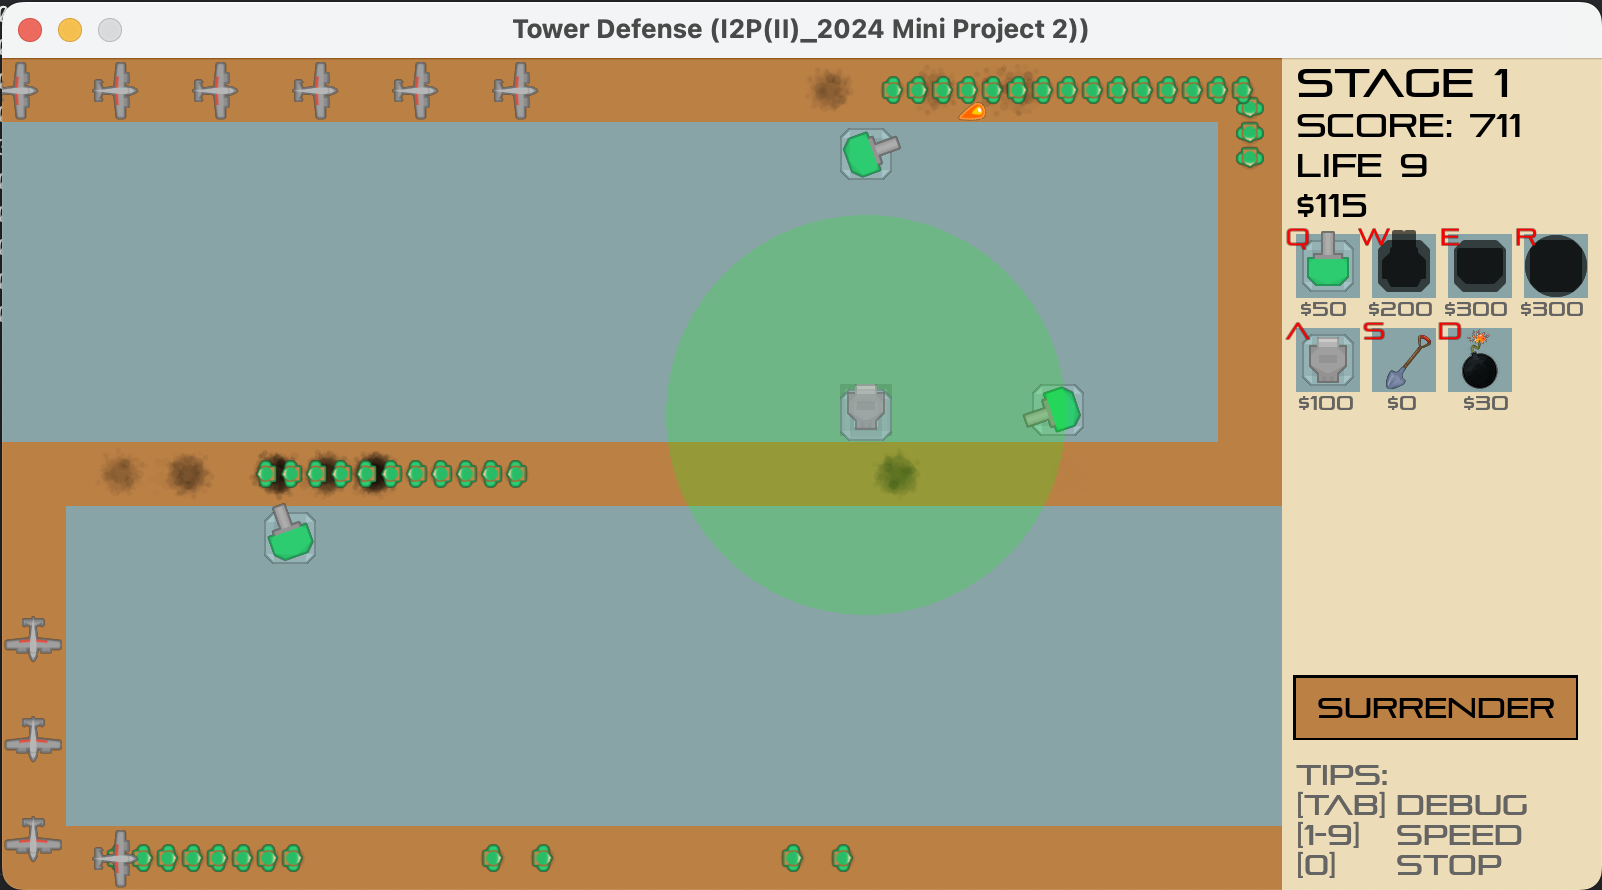 Tower Defense (I2P(II)_2024 Mini Project 2))
STAGE 1
SCORE: 711
LIFE 9
$115
Q W E R
$50 $200 $300 $300
A S D
$100 $0 $30
SURRENDER
TIPS:
[TAB] DEBUG
[1-9] SPEED
[0] STOP